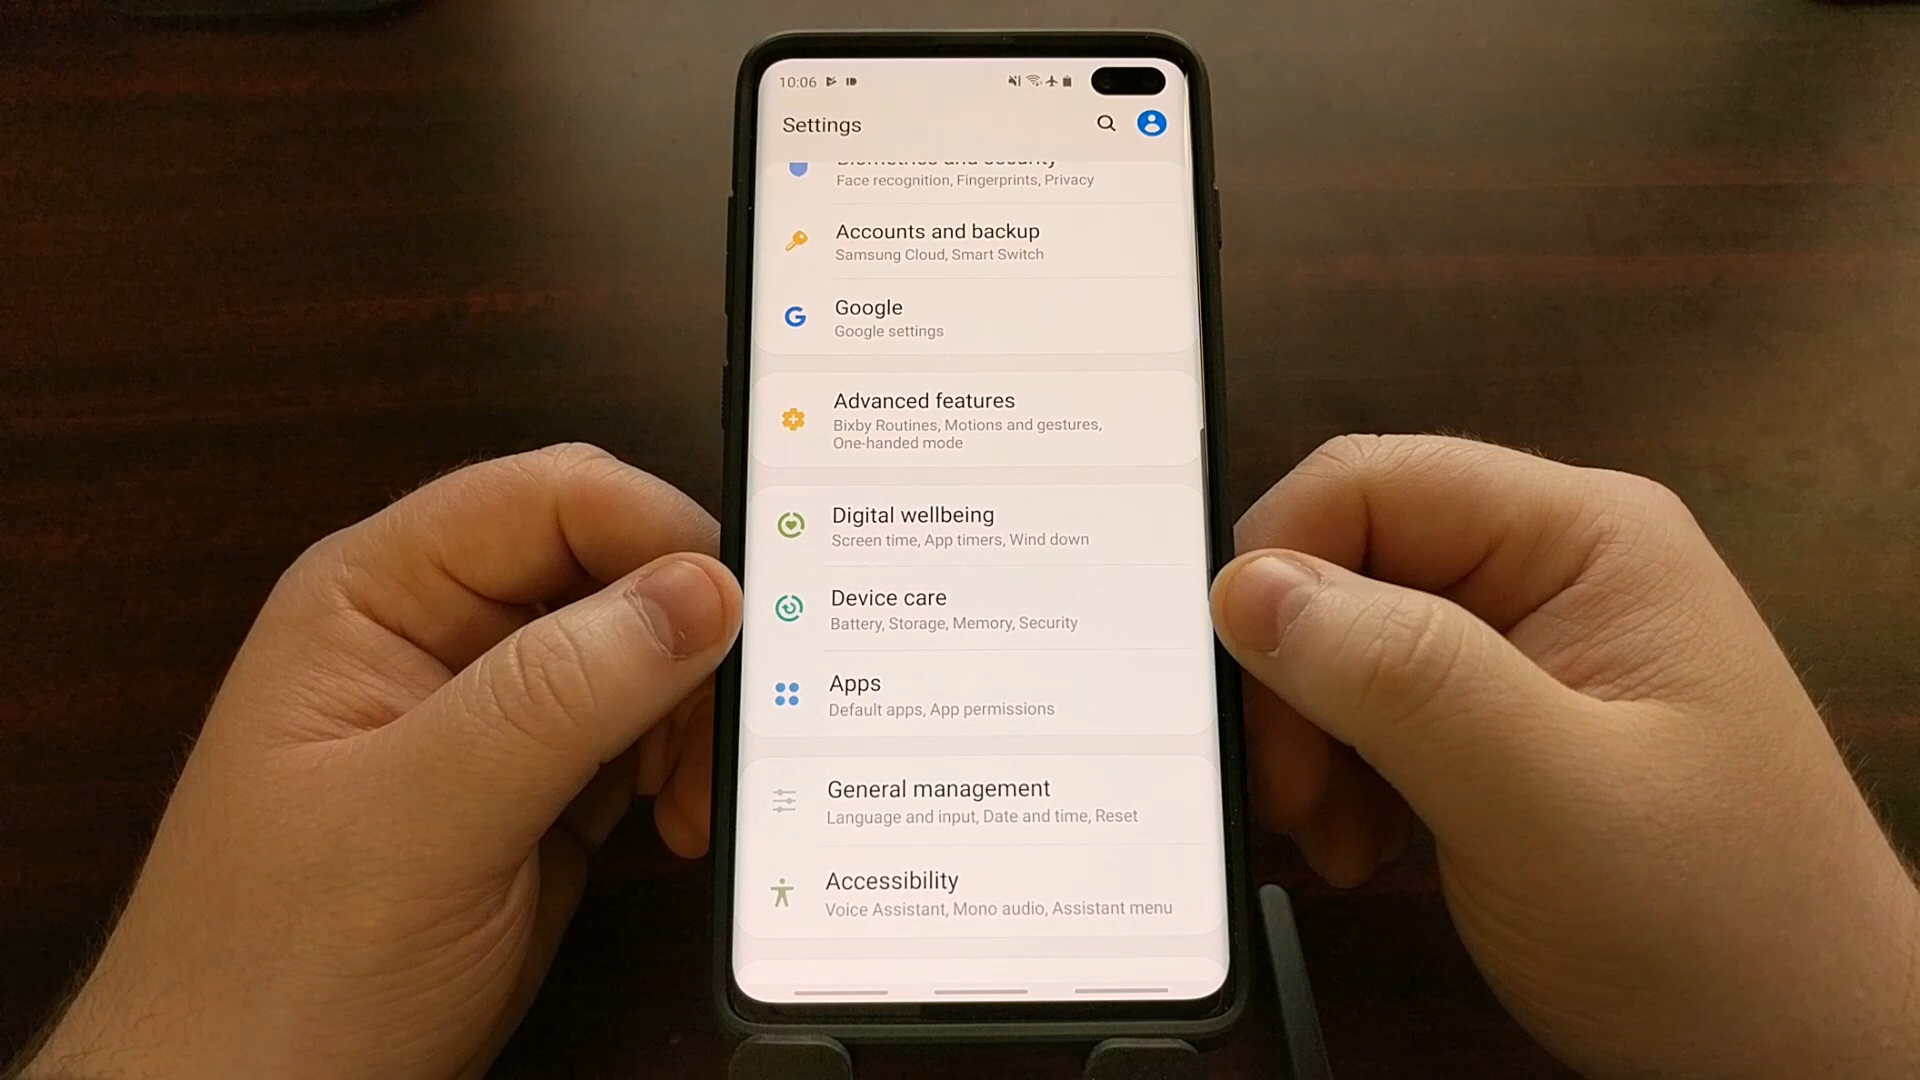 10:06
Settings
Biometrics and security
Face recognition, Fingerprints, Privacy
Accounts and backup
Samsung Cloud, Smart Switch
Google
Google settings
Advanced features
Bixby Routines, Motions and gestures,
One-handed mode
Digital wellbeing
Screen time, App timers, Wind down
Device care
Battery, Storage, Memory, Security
Apps
Default apps, App permissions
General management
Language and input, Date and time, Reset
Accessibility
Voice Assistant, Mono audio, Assistant menu